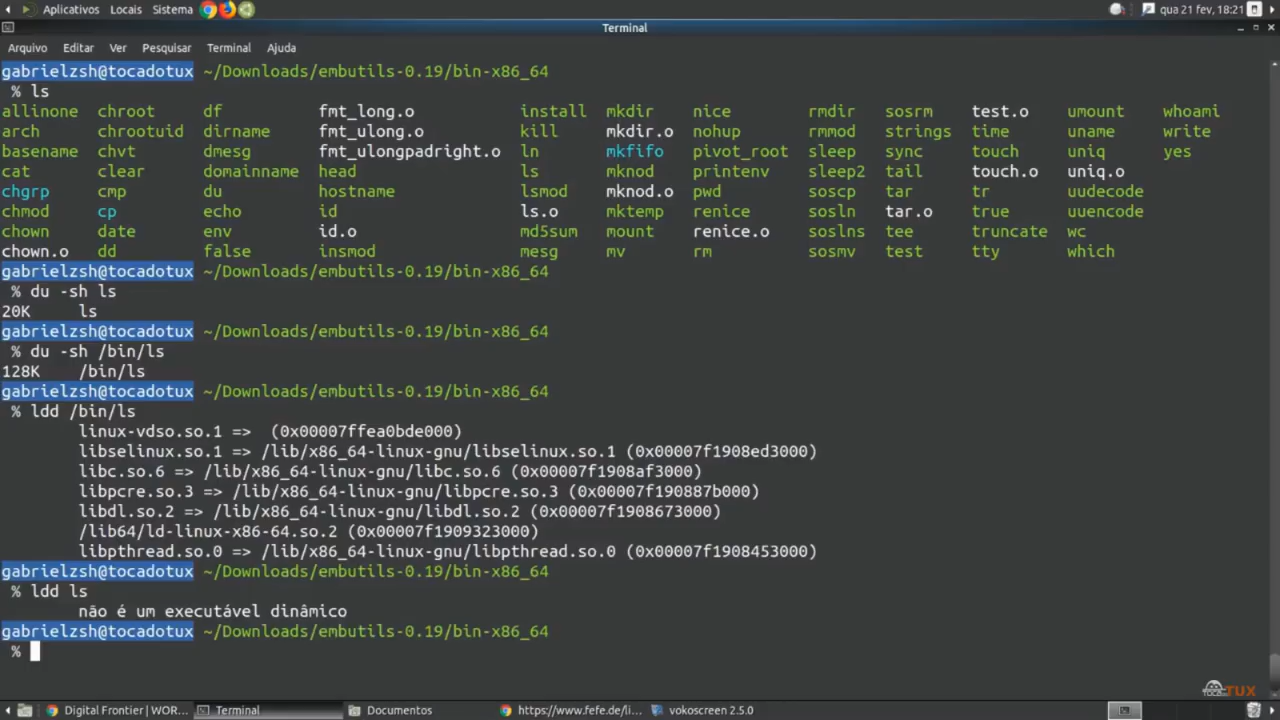 Aplicativos Locais Sistema qua 21 fev, 18:21
Terminal
Arquivo Editar Ver Pesquisar Terminal Ajuda
gabrielzsh@tocadotux ~/Downloads/embutils-0.19/bin-x86_64
% ls
allinone chroot df fmt_long.o install mkdir nice rmdir sosrm test.o umount whoami
arch chrootuid dirname fmt_ulong.o kill mkdir.o nohup rmmod strings time uname write
basename chvt dmesg fmt_ulongpadright.o ln mkfifo pivot_root sleep sync touch uniq yes
cat clear domainname head ls mknod printenv sleep2 tail touch.o uniq.o
chgrp cmp du hostname lsmod mknod.o pwd soscp tar tr uudecode
chmod cp echo id ls.o mktemp renice sosln tar.o true uuencode
chown date env id.o md5sum mount renice.o soslns tee truncate wc
chown.o dd false insmod mesg mv rm sosmv test tty which
gabrielzsh@tocadotux ~/Downloads/embutils-0.19/bin-x86_64
% du -sh ls
20K ls
gabrielzsh@tocadotux ~/Downloads/embutils-0.19/bin-x86_64
% du -sh /bin/ls
128K /bin/ls
gabrielzsh@tocadotux ~/Downloads/embutils-0.19/bin-x86_64
% ldd /bin/ls
linux-vdso.so.1 => (0x00007ffea0bde000)
libselinux.so.1 => /lib/x86_64-linux-gnu/libselinux.so.1 (0x00007f1908ed3000)
libc.so.6 => /lib/x86_64-linux-gnu/libc.so.6 (0x00007f1908af3000)
libpcre.so.3 => /lib/x86_64-linux-gnu/libpcre.so.3 (0x00007f190887b000)
libdl.so.2 => /lib/x86_64-linux-gnu/libdl.so.2 (0x00007f1908673000)
/lib64/ld-linux-x86-64.so.2 (0x00007f1909323000)
libpthread.so.0 => /lib/x86_64-linux-gnu/libpthread.so.0 (0x00007f1908453000)
gabrielzsh@tocadotux ~/Downloads/embutils-0.19/bin-x86_64
% ldd ls
não é um executável dinâmico
gabrielzsh@tocadotux ~/Downloads/embutils-0.19/bin-x86_64
%
TUX
Digital Frontier | WOR... Terminal Documentos https://www.fefe.de/li... vokoscreen 2.5.0